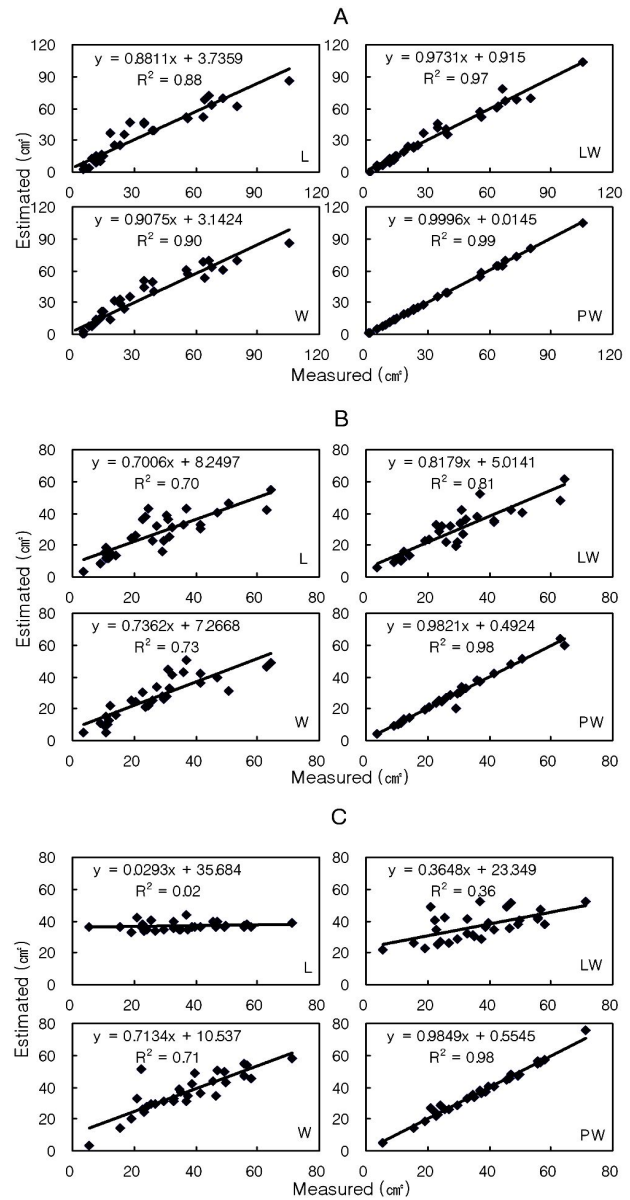 A
120 y = 0.8811x + 3.7359 120 y = 0.9731x + 0.915
90 R² = 0.88 90 R² = 0.97
60 60
30 L 30 LW
0 0
0 30 60 90 120 0 30 60 90 120
Estimated (㎠)
120 y = 0.9075x + 3.1424 120 y = 0.9996x + 0.0145
90 R² = 0.90 90 R² = 0.99
60 60
30 W 30 PW
0 0
0 30 60 90 120 0 30 60 90 120
Measured (㎠)
B
80 y = 0.7006x + 8.2497 80 y = 0.8179x + 5.0141
60 R² = 0.70 60 R² = 0.81
40 40
20 L 20 LW
0 0
0 20 40 60 80 0 20 40 60 80
Estimated (㎠)
80 y = 0.7362x + 7.2668 80 y = 0.9821x + 0.4924
60 R² = 0.73 60 R² = 0.98
40 40
20 W 20 PW
0 0
0 20 40 60 80 0 20 40 60 80
Measured (㎠)
C
80 y = 0.0293x + 35.684 80 y = 0.3648x + 23.349
60 R² = 0.02 60 R² = 0.36
40 40
20 L 20 LW
0 0
0 20 40 60 80 0 20 40 60 80
Estimated (㎠)
80 y = 0.7134x + 10.537 80 y = 0.9849x + 0.5545
60 R² = 0.71 60 R² = 0.98
40 40
20 W 20 PW
0 0
0 20 40 60 80 0 20 40 60 80
Measured (㎠)